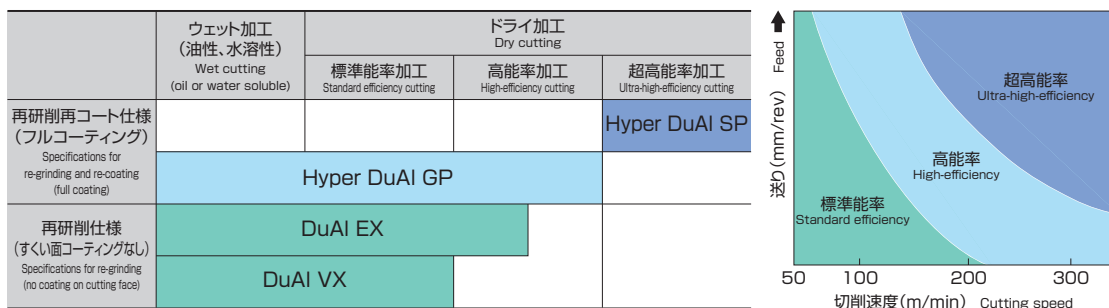 ウェット加工
(油性、水溶性)
Wet cutting
(oil or water soluble)
ドライ加工
Dry cutting
標準能率加工
Standard efficiency cutting
高能率加工
High-efficiency cutting
超高能率加工
Ultra-high-efficiency cutting
再研削再コート仕様
(フルコーティング)
Specifications for
re-grinding and re-coating
(full coating)
Hyper DuAl SP
Hyper DuAl GP
再研削仕様
(すくい面コーティングなし)
Specifications for re-grinding
(no coating on cutting face)
DuAl EX
DuAl VX
送り(mm/rev) Feed
超高能率
Ultra-high-efficiency
高能率
High-efficiency
標準能率
Standard efficiency
50 100 200 300
切削速度(m/min) Cutting speed